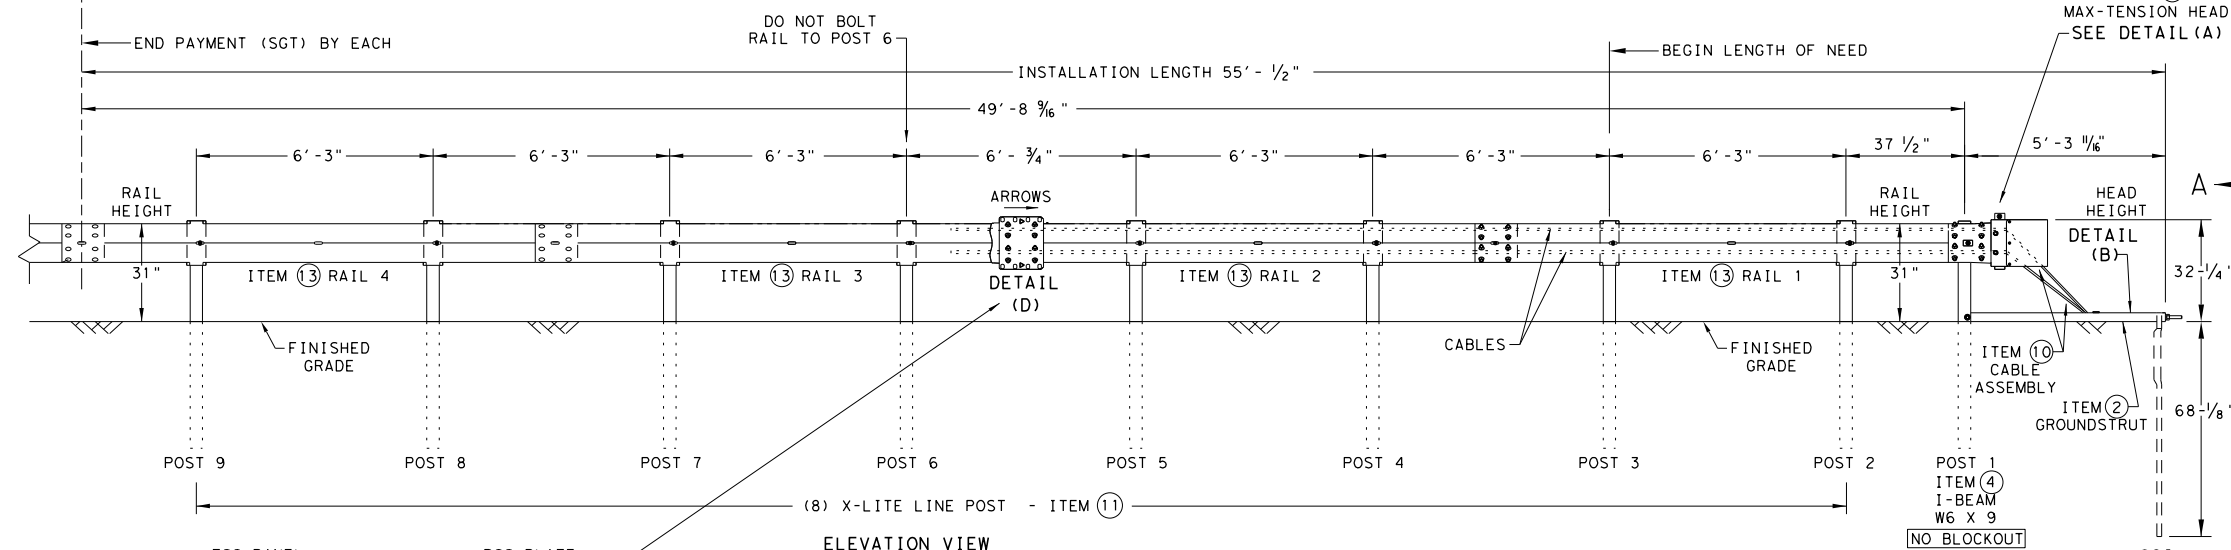 MAX-TENSION HEAD
SEE DETAIL (A)
DO NOT BOLT
RAIL TO POST 6
END PAYMENT (SGT) BY EACH
BEGIN LENGTH OF NEED
INSTALLATION LENGTH 55'- 1/2"
49'-8 9/16"
6'-3"
6'-3"
6'-3"
6'- 3/4"
6'-3"
6'-3"
6'-3"
37 1/2"
5'-3 11/16"
A
RAIL
HEIGHT
ARROWS
RAIL
HEIGHT
HEAD
HEIGHT
DETAIL
(B)
31"
ITEM 13 RAIL 4
ITEM 13 RAIL 3
DETAIL
(D)
ITEM 13 RAIL 2
ITEM 13 RAIL 1
31"
32-1/4"
FINISHED
GRADE
CABLES
FINISHED
GRADE
ITEM 10
CABLE
ASSEMBLY
ITEM 2
GROUNDSTRUT
68-1/8"
POST 9
POST 8
POST 7
POST 6
POST 5
POST 4
POST 3
POST 2
POST 1
ITEM 4
I-BEAM
W6 X 9
NO BLOCKOUT
(8) X-LITE LINE POST - ITEM 11
ELEVATION VIEW